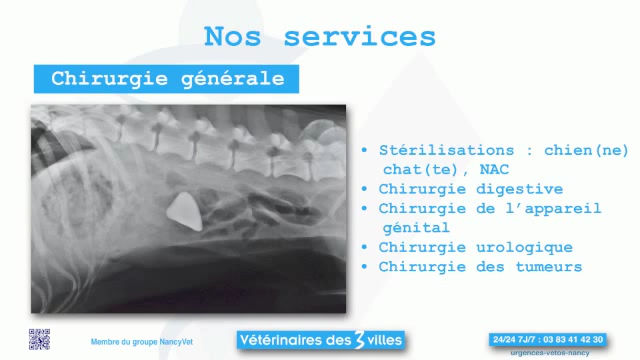 Nos services
Chirurgie générale
• Stérilisations : chien(ne)
chat(te), NAC
• Chirurgie digestive
• Chirurgie de l’appareil
génital
• Chirurgie urologique
• Chirurgie des tumeurs
Membre du groupe NancyVet
Vétérinaires des 3 villes
24/24 7J/7 : 03 83 41 42 30
urgences-vetos-nancy